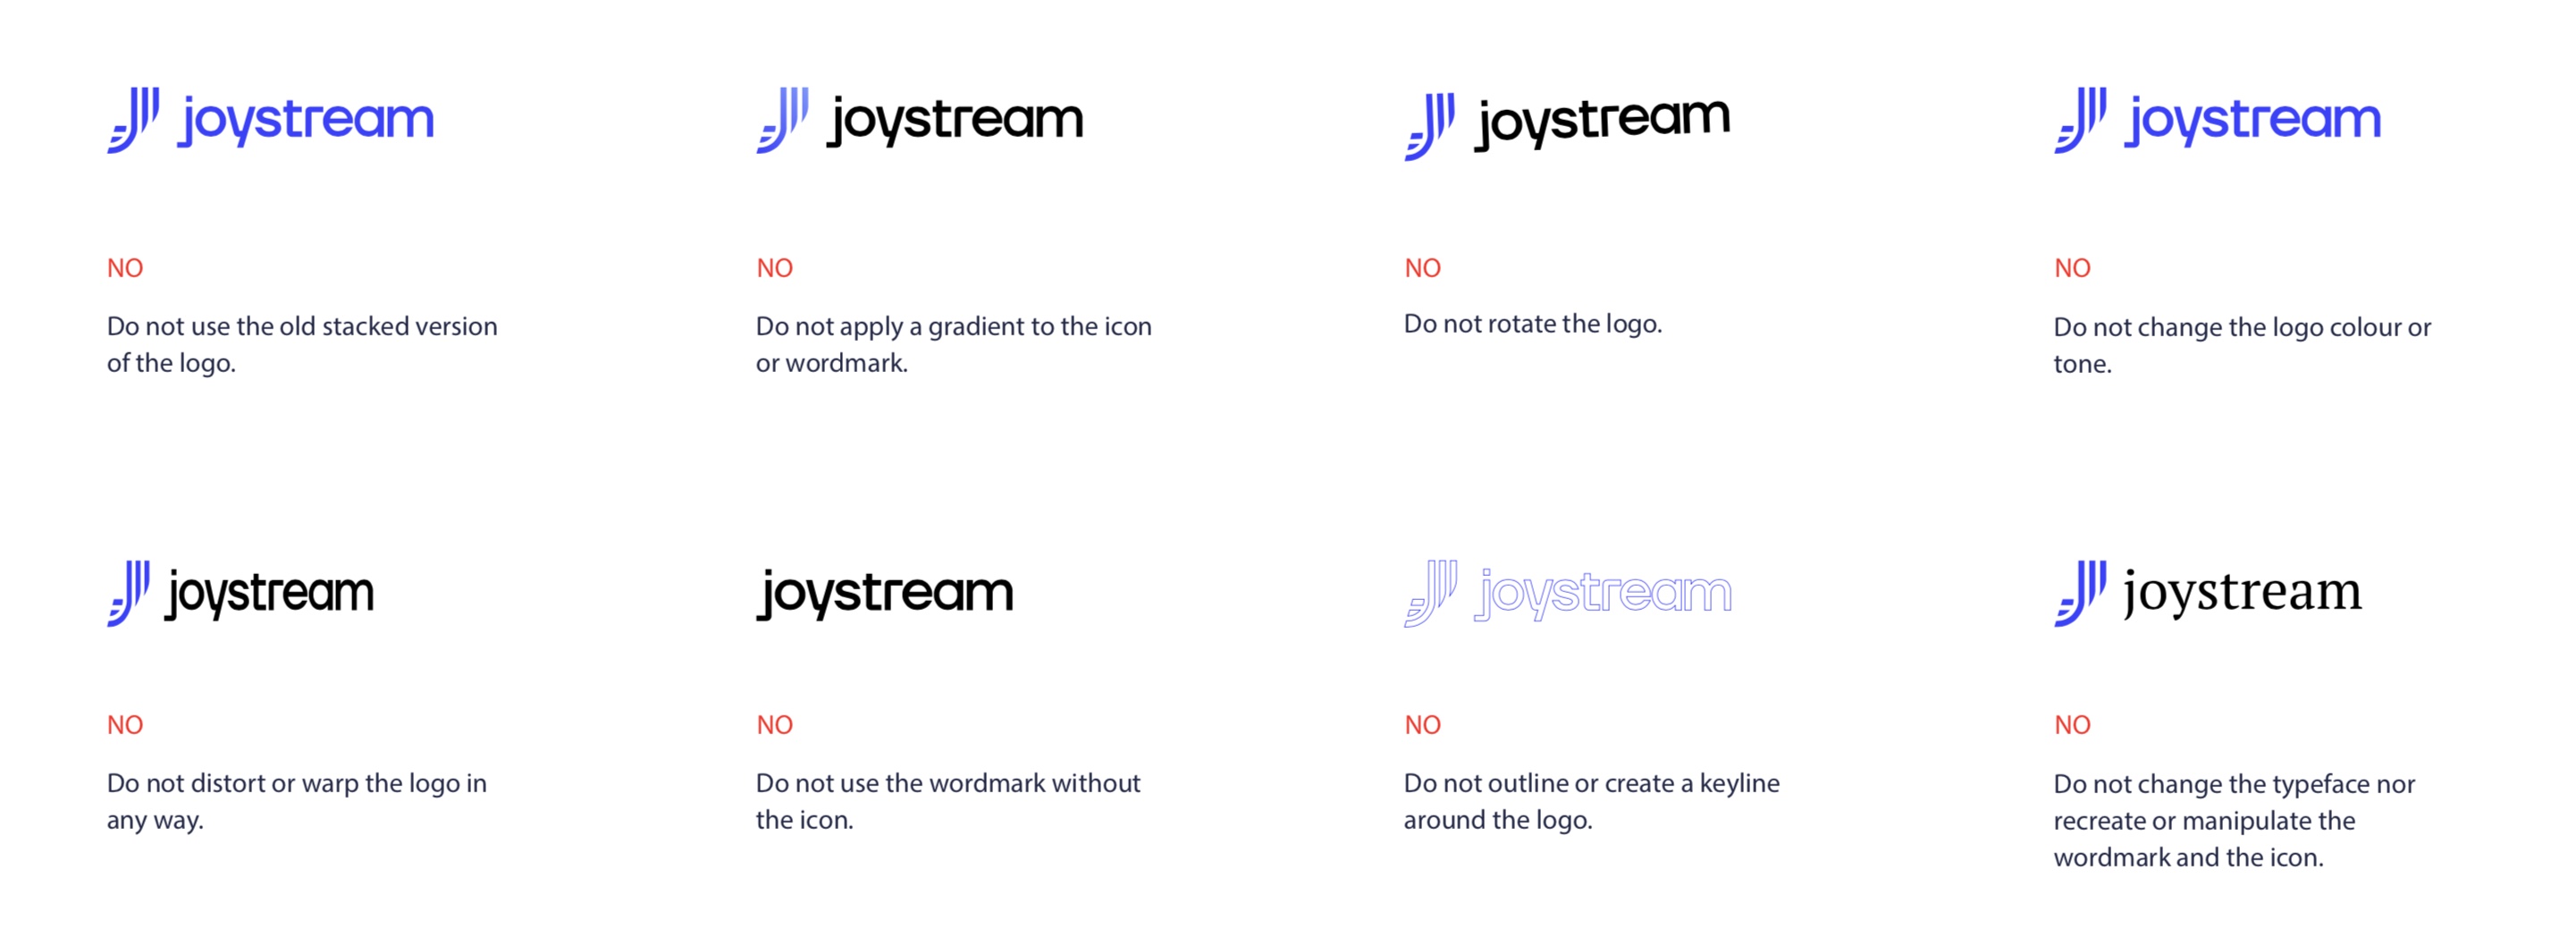 joystream
NO
Do not use the old stacked version
of the logo.
joystream
NO
Do not apply a gradient to the icon
or wordmark.
joystream
NO
Do not rotate the logo.
joystream
NO
Do not change the logo colour or
tone.
joystream
NO
Do not distort or warp the logo in
any way.
joystream
NO
Do not use the wordmark without
the icon.
joystream
NO
Do not outline or create a keyline
around the logo.
joystream
NO
Do not change the typeface nor
recreate or manipulate the
wordmark and the icon.